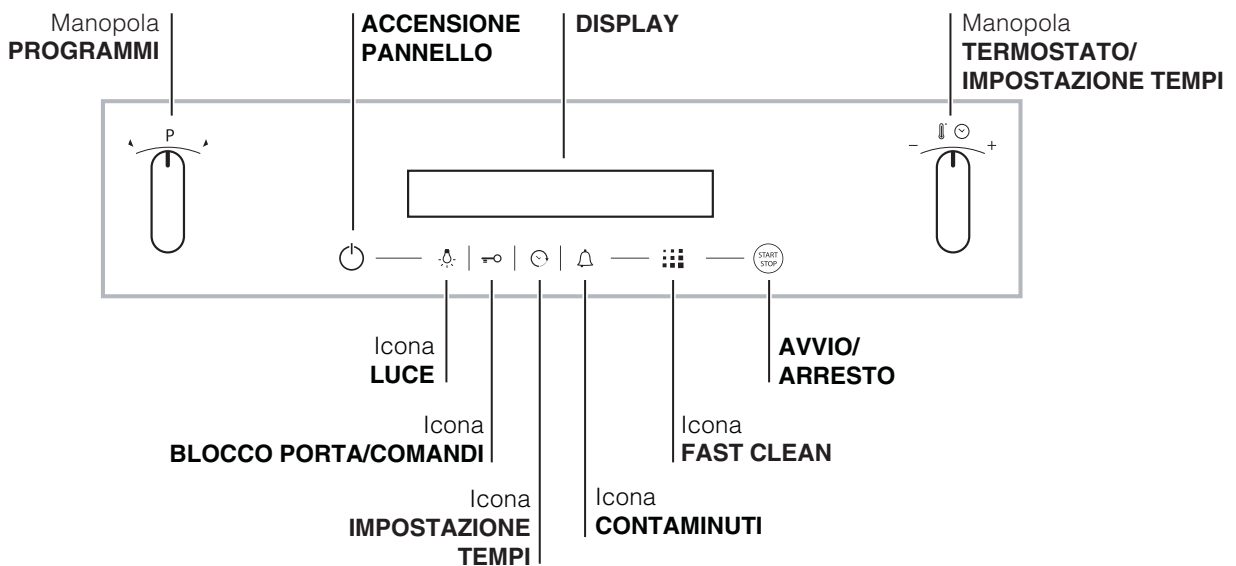 Manopola
PROGRAMMI
ACCENSIONE
PANNELLO
DISPLAY
Manopola
TERMOSTATO/
IMPOSTAZIONE TEMPI
P
- +
START
STOP
Icona
LUCE
AVVIO/
ARRESTO
Icona
BLOCCO PORTA/COMANDI
Icona
FAST CLEAN
Icona
IMPOSTAZIONE
TEMPI
Icona
CONTAMINUTI